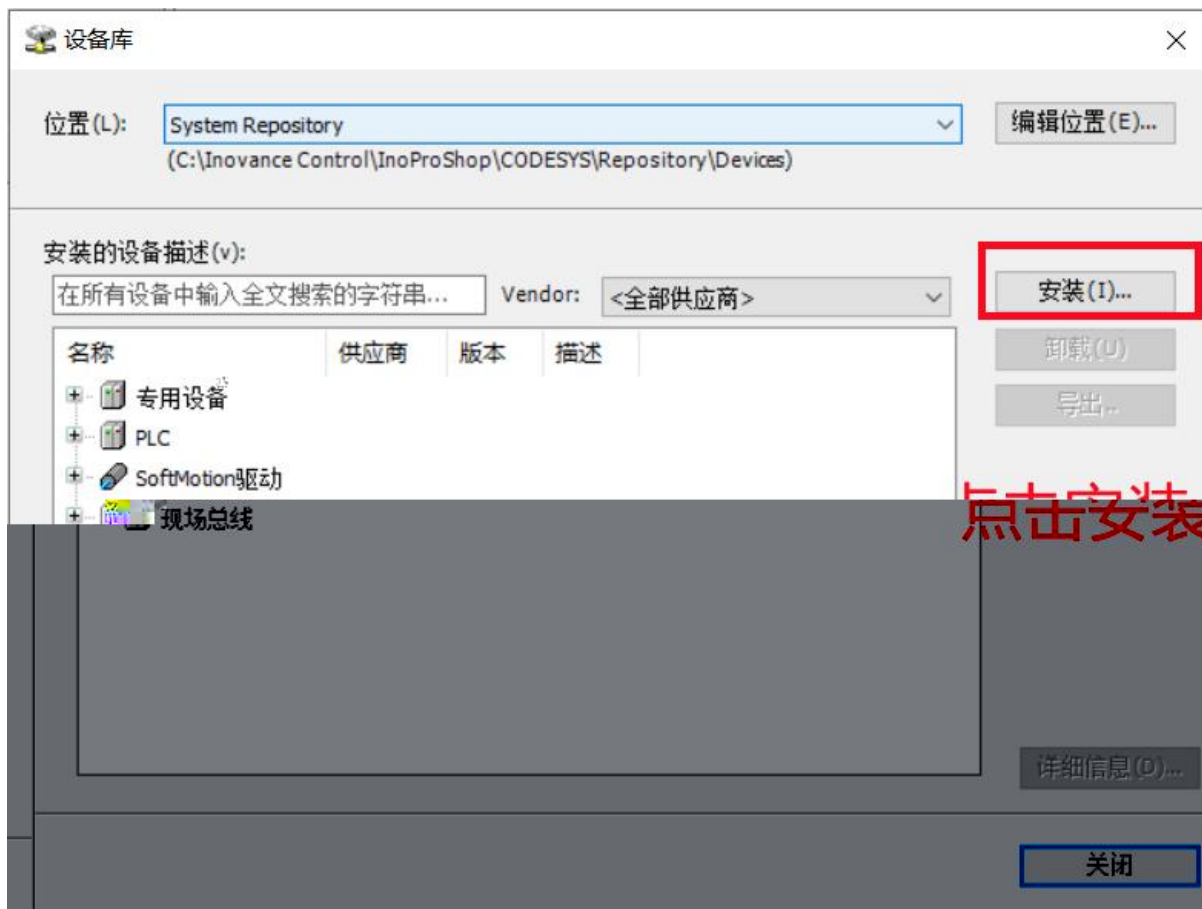 设备库
位置(L):
System Repository
编辑位置(E)...
(C:\Inovance Control\InoProShop\CODESYS\Repository\Devices)
安装的设备描述(v):
在所有设备中输入全文搜索的字符串...
Vendor:
<全部供应商>
安装(I)...
名称 供应商 版本 描述
卸载(U)
专用设备
导出..
PLC
SoftMotion驱动
现场总线
点击安装
详细信息(D)...
关闭